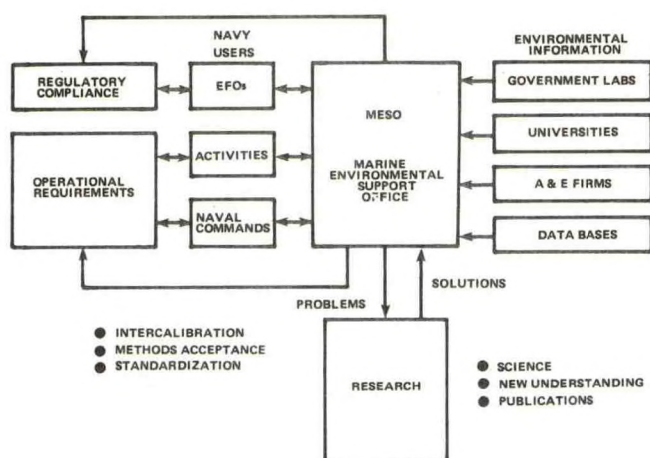 NAVY
USERS
ENVIRONMENTAL
INFORMATION
REGULATORY
COMPLIANCE
EFOs
GOVERNMENT LABS
MESO
MARINE
ENVIRONMENTAL
SUPPORT
OFFICE
UNIVERSITIES
ACTIVITIES
OPERATIONAL
REQUIREMENTS
A & E FIRMS
NAVAL
COMMANDS
DATA BASES
PROBLEMS
SOLUTIONS
● INTERCALIBRATION
● METHODS ACCEPTANCE
● STANDARDIZATION
RESEARCH
● SCIENCE
● NEW UNDERSTANDING
● PUBLICATIONS